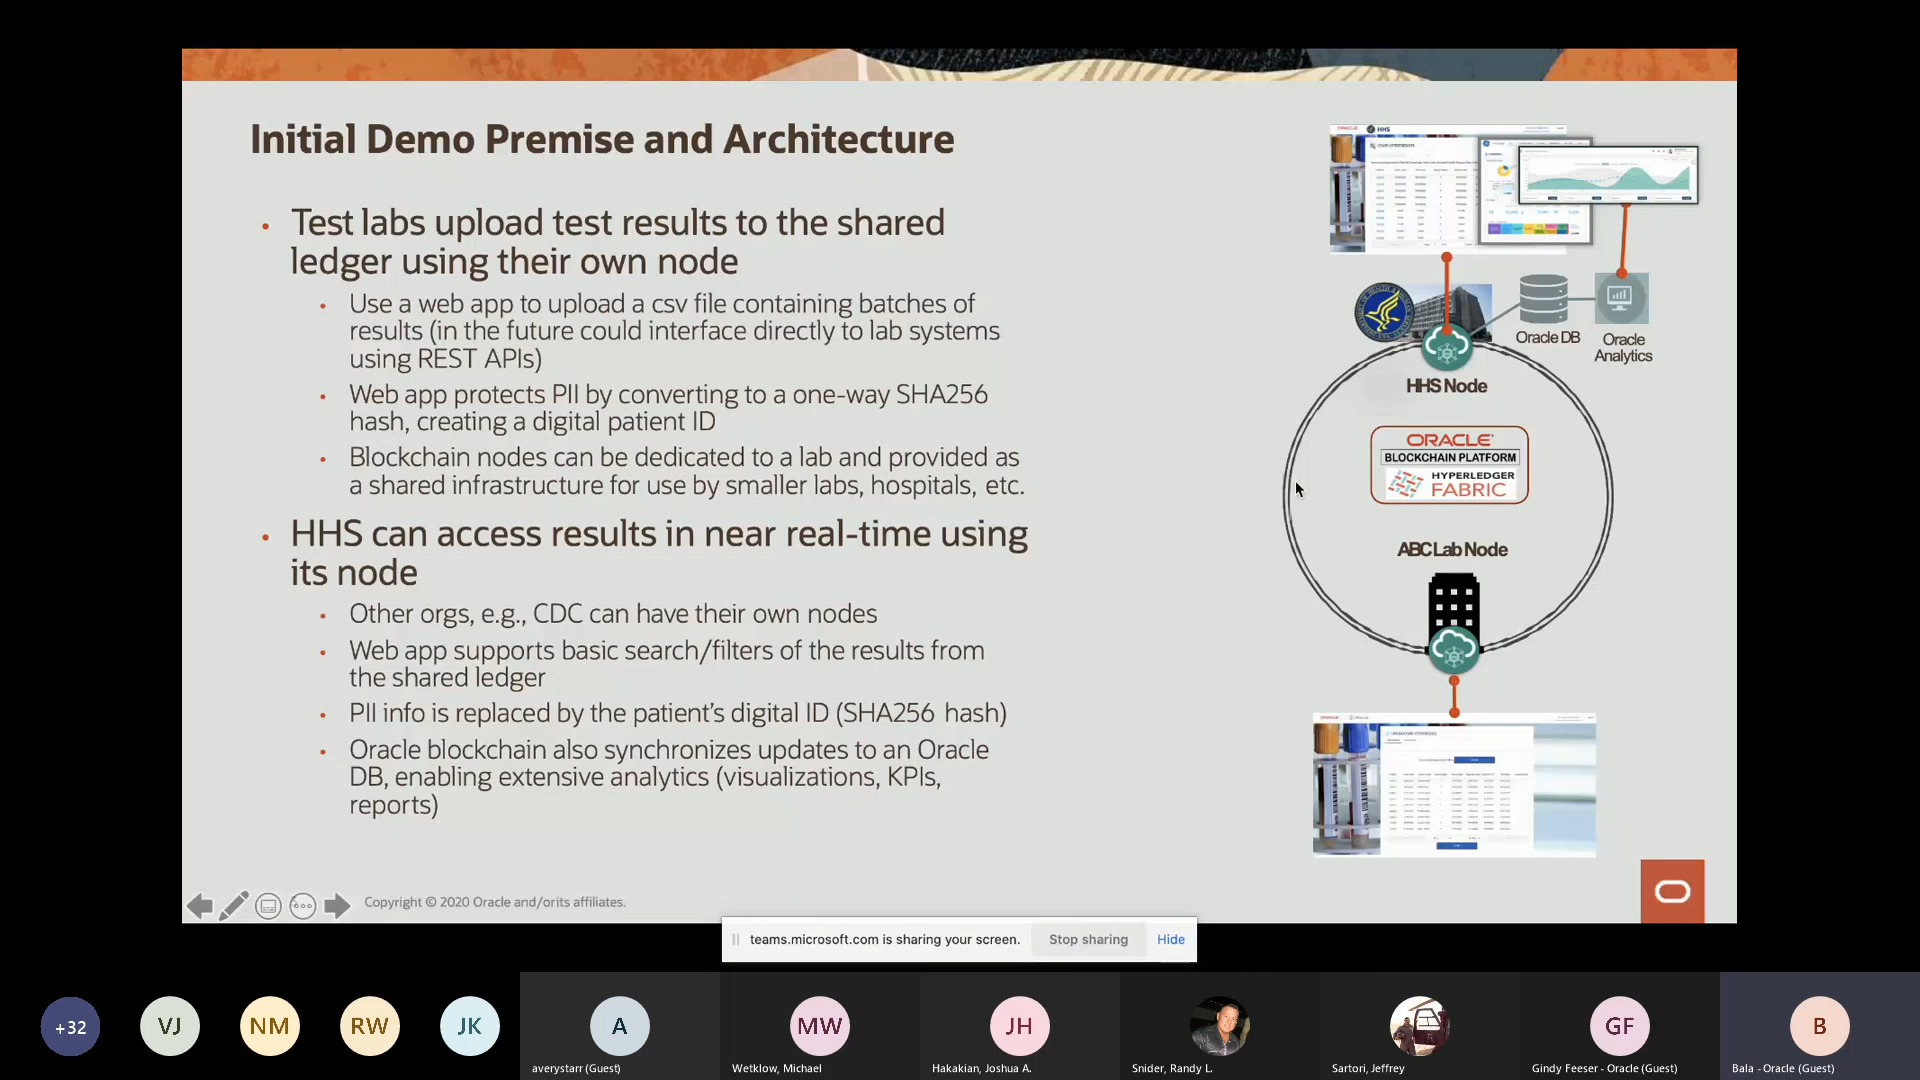 Initial Demo Premise and Architecture
Test labs upload test results to the shared
ledger using their own node
Use a web app to upload a csv file containing batches of
results (in the future could interface directly to lab systems
using REST APIs)
Web app protects PII by converting to a one-way SHA256
hash, creating a digital patient ID
Blockchain nodes can be dedicated to a lab and provided as
a shared infrastructure for use by smaller labs, hospitals, etc.
HHS can access results in near real-time using
its node
Other orgs, e.g., CDC can have their own nodes
Web app supports basic search/filters of the results from
the shared ledger
PII info is replaced by the patient's digital ID (SHA256 hash)
Oracle blockchain also synchronizes updates to an Oracle
DB, enabling extensive analytics (visualizations, KPIs,
reports)
HHS
Oracle DB
Oracle
Analytics
HHS Node
ORACLE
BLOCKCHAIN PLATFORM
HYPERLEDGER
FABRIC
ABC Lab Node
Copyright © 2020 Oracle and/orits affiliates.
teams.microsoft.com is sharing your screen.
Stop sharing
Hide
+32
VJ
NM
RW
JK
A
MW
JH
GF
B
averystarr (Guest)
Wetklow, Michael
Hakakian, Joshua A.
Snider, Randy L.
Sartori, Jeffrey
Gindy Feeser - Oracle (Guest)
Bala - Oracle (Guest)